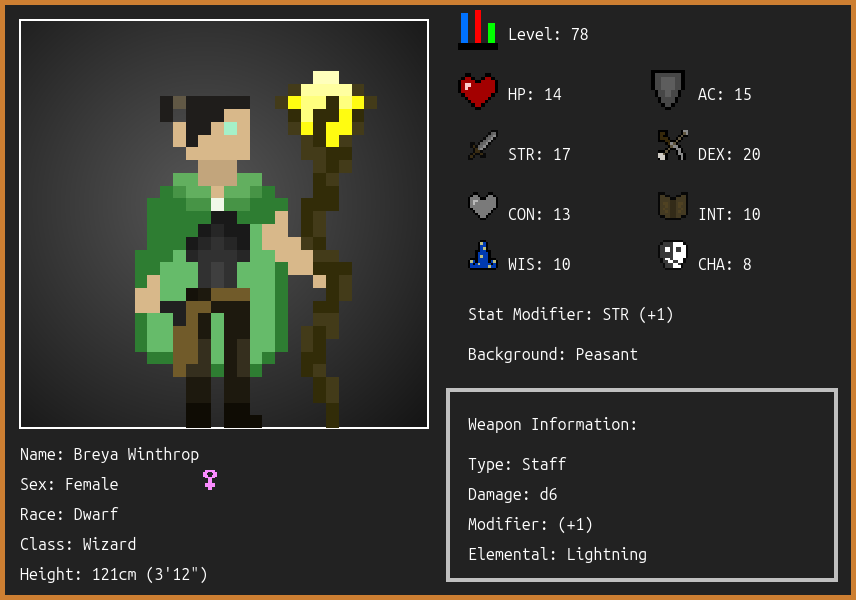 Level: 78
HP: 14
AC: 15
STR: 17
DEX: 20
CON: 13
INT: 10
WIS: 10
CHA: 8
Stat Modifier: STR (+1)
Background: Peasant
Weapon Information:
Type: Staff
Damage: d6
Modifier: (+1)
Elemental: Lightning
Name: Breya Winthrop
Sex: Female
Race: Dwarf
Class: Wizard
Height: 121cm (3'12")